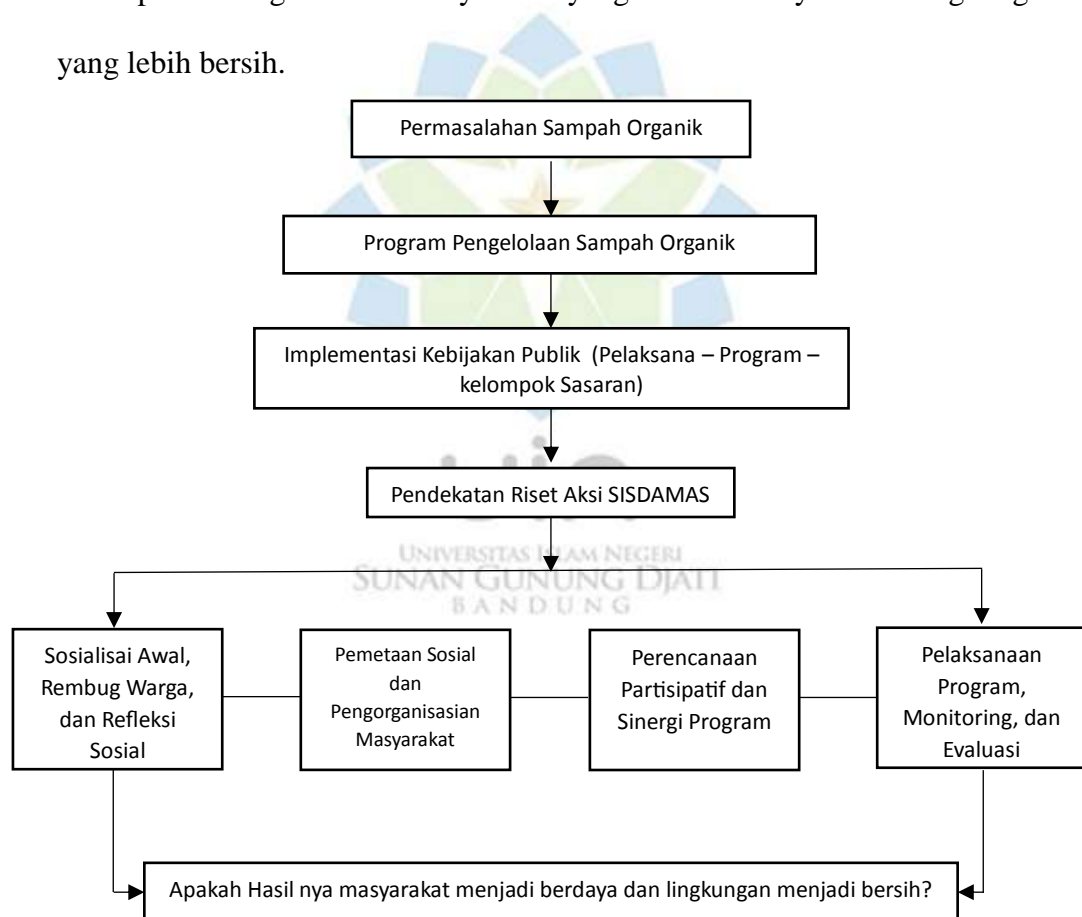 yang lebih bersih.
Permasalahan Sampah Organik
Program Pengelolaan Sampah Organik
Implementasi Kebijakan Publik (Pelaksana – Program –
kelompok Sasaran)
Pendekatan Riset Aksi SISDAMAS
UNIVERSITAS ISLAM NEGERI
SUNAN GUNUNG DJATI
BANDUNG
Sosialisai Awal,
Rembug Warga,
dan Refleksi
Sosial
Pemetaan Sosial
dan
Pengorganisasian
Masyarakat
Perencanaan
Partisipatif dan
Sinergi Program
Pelaksanaan
Program,
Monitoring, dan
Evaluasi
Apakah Hasil nya masyarakat menjadi berdaya dan lingkungan menjadi bersih?